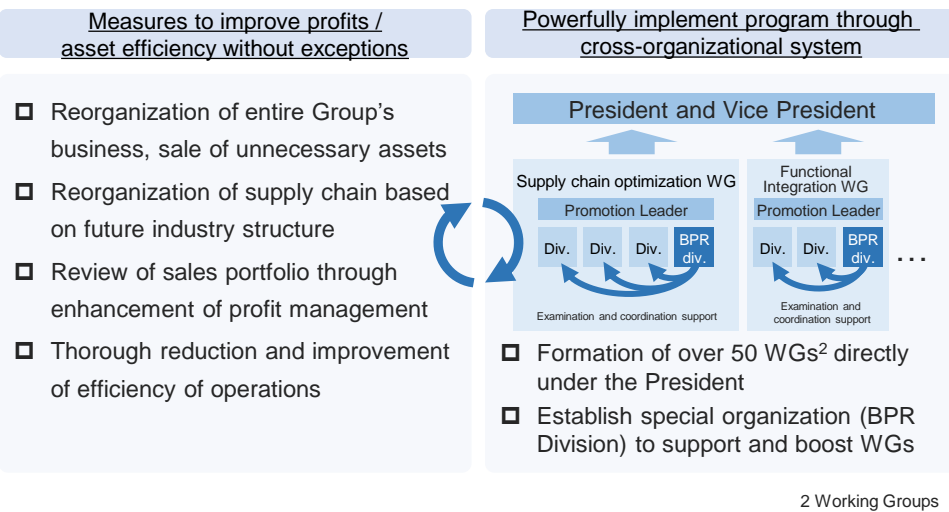 Measures to improve profits /
asset efficiency without exceptions
Reorganization of entire Group's
business, sale of unnecessary assets
Reorganization of supply chain based
on future industry structure
Review of sales portfolio through
enhancement of profit management
Thorough reduction and improvement
of efficiency of operations
Powerfully implement program through
cross-organizational system
President and Vice President
Supply chain optimization WG
Promotion Leader
Div. Div. Div. BPR
div.
Examination and coordination support
Functional
Integration WG
Promotion Leader
Div. Div. BPR
div.
Examination and
coordination support
...
Formation of over 50 WGs² directly
under the President
Establish special organization (BPR
Division) to support and boost WGs
2 Working Groups